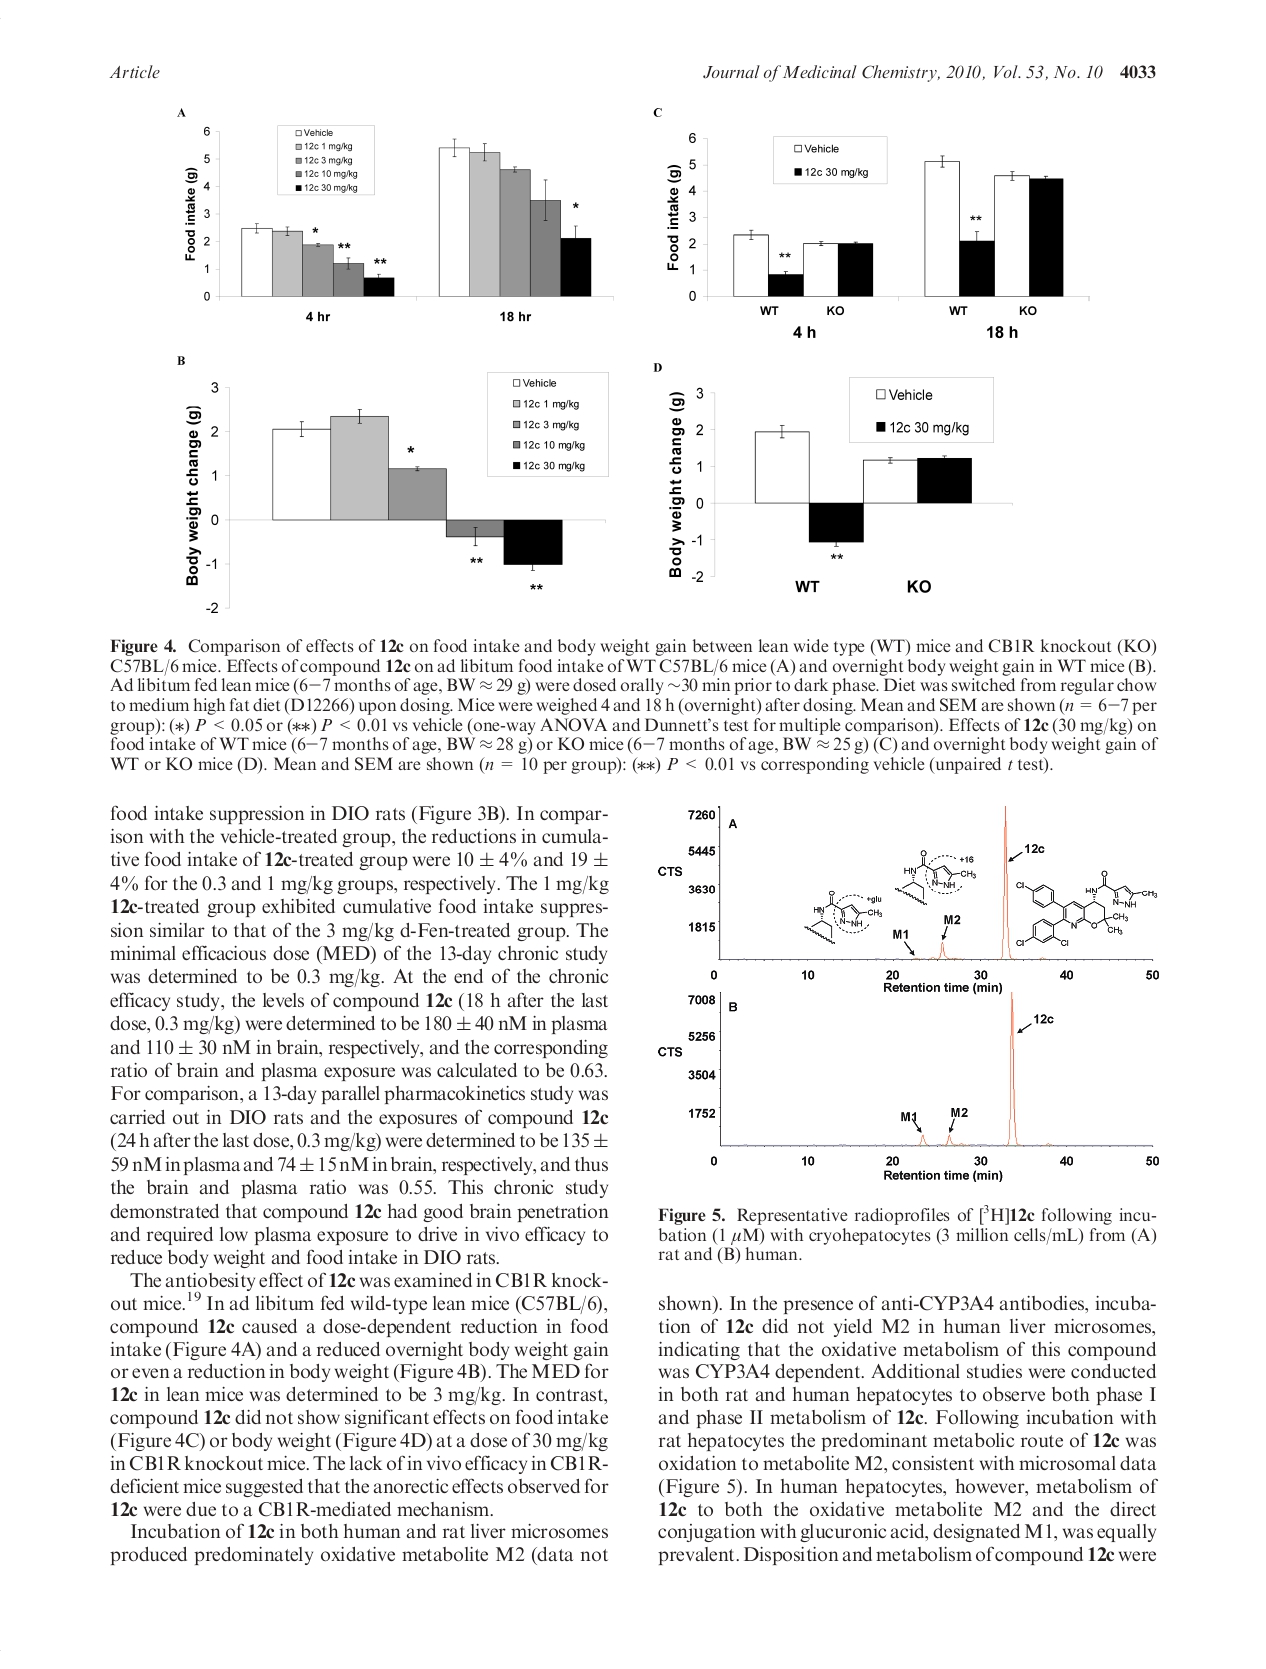 Article
Journal of Medicinal Chemistry, 2010, Vol. 53, No. 10 4033
A
6
5
4
3
2
1
0
Food intake (g)
Vehicle
12c 1 mg/kg
12c 3 mg/kg
12c 10 mg/kg
12c 30 mg/kg
*
**
**
*
4 hr
18 hr
C
6
5
4
3
2
1
0
Food intake (g)
Vehicle
12c 30 mg/kg
**
**
WT
KO
WT
KO
4 h
18 h
B
3
2
1
0
-1
-2
Body weight change (g)
Vehicle
12c 1 mg/kg
12c 3 mg/kg
12c 10 mg/kg
12c 30 mg/kg
*
**
**
D
3
2
1
0
-1
-2
Body weight change (g)
Vehicle
12c 30 mg/kg
**
WT
KO
Figure 4. Comparison of effects of 12c on food intake and body weight gain between lean wide type (WT) mice and CB1R knockout (KO)
C57BL/6 mice. Effects of compound 12c on ad libitum food intake of WT C57BL/6 mice (A) and overnight body weight gain in WT mice (B).
Ad libitum fed lean mice (6−7 months of age, BW ≈ 29 g) were dosed orally ∼30 min prior to dark phase. Diet was switched from regular chow
to medium high fat diet (D12266) upon dosing. Mice were weighed 4 and 18 h (overnight) after dosing. Mean and SEM are shown (n = 6−7 per
group): (*) P < 0.05 or (**) P < 0.01 vs vehicle (one-way ANOVA and Dunnett's test for multiple comparison). Effects of 12c (30 mg/kg) on
food intake of WT mice (6−7 months of age, BW ≈ 28 g) or KO mice (6−7 months of age, BW ≈ 25 g) (C) and overnight body weight gain of
WT or KO mice (D). Mean and SEM are shown (n = 10 per group): (**) P < 0.01 vs corresponding vehicle (unpaired t test).
food intake suppression in DIO rats (Figure 3B). In compar-
ison with the vehicle-treated group, the reductions in cumula-
tive food intake of 12c-treated group were 10 ± 4% and 19 ±
4% for the 0.3 and 1 mg/kg groups, respectively. The 1 mg/kg
12c-treated group exhibited cumulative food intake suppres-
sion similar to that of the 3 mg/kg d-Fen-treated group. The
minimal efficacious dose (MED) of the 13-day chronic study
was determined to be 0.3 mg/kg. At the end of the chronic
efficacy study, the levels of compound 12c (18 h after the last
dose, 0.3 mg/kg) were determined to be 180 ± 40 nM in plasma
and 110 ± 30 nM in brain, respectively, and the corresponding
ratio of brain and plasma exposure was calculated to be 0.63.
For comparison, a 13-day parallel pharmacokinetics study was
carried out in DIO rats and the exposures of compound 12c
(24 h after the last dose, 0.3 mg/kg) were determined to be 135 ±
59 nM in plasma and 74 ± 15 nM in brain, respectively, and thus
the brain and plasma ratio was 0.55. This chronic study
demonstrated that compound 12c had good brain penetration
and required low plasma exposure to drive in vivo efficacy to
reduce body weight and food intake in DIO rats.
The antiobesity effect of 12c was examined in CB1R knock-
out mice.19 In ad libitum fed wild-type lean mice (C57BL/6),
compound 12c caused a dose-dependent reduction in food
intake (Figure 4A) and a reduced overnight body weight gain
or even a reduction in body weight (Figure 4B). The MED for
12c in lean mice was determined to be 3 mg/kg. In contrast,
compound 12c did not show significant effects on food intake
(Figure 4C) or body weight (Figure 4D) at a dose of 30 mg/kg
in CB1R knockout mice. The lack of in vivo efficacy in CB1R-
deficient mice suggested that the anorectic effects observed for
12c were due to a CB1R-mediated mechanism.
Incubation of 12c in both human and rat liver microsomes
produced predominately oxidative metabolite M2 (data not
7260
5445
CTS
3630
1815
A
12c
+16
+glu
M1
M2
O
HN
N
NH
CH3
O
HN
N
NH
CH3
Cl
Cl
Cl
N
O
CH3
CH3
HN
O
N
NH
CH3
0
10
20
30
40
50
Retention time (min)
7008
5256
CTS
3504
1752
B
12c
M1
M2
0
10
20
30
40
50
Retention time (min)
Figure 5. Representative radioprofiles of [3H]12c following incu-
bation (1 μM) with cryohepatocytes (3 million cells/mL) from (A)
rat and (B) human.
shown). In the presence of anti-CYP3A4 antibodies, incuba-
tion of 12c did not yield M2 in human liver microsomes,
indicating that the oxidative metabolism of this compound
was CYP3A4 dependent. Additional studies were conducted
in both rat and human hepatocytes to observe both phase I
and phase II metabolism of 12c. Following incubation with
rat hepatocytes the predominant metabolic route of 12c was
oxidation to metabolite M2, consistent with microsomal data
(Figure 5). In human hepatocytes, however, metabolism of
12c to both the oxidative metabolite M2 and the direct
conjugation with glucuronic acid, designated M1, was equally
prevalent. Disposition and metabolism of compound 12c were